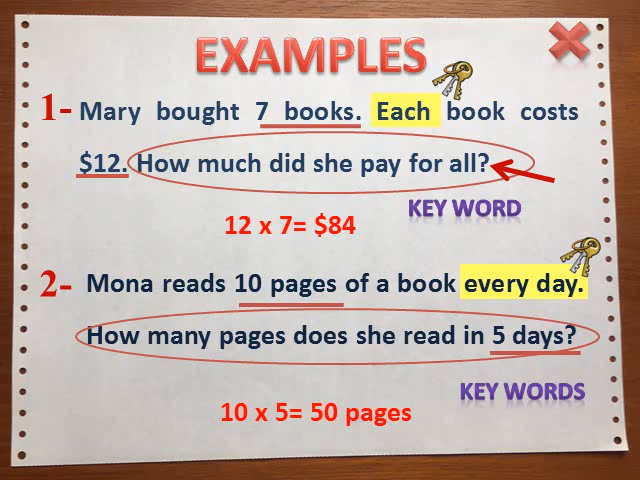 EXAMPLES
1- Mary bought 7 books. Each book costs
$12. How much did she pay for all?
KEY WORD
12 x 7= $84
2- Mona reads 10 pages of a book every day.
How many pages does she read in 5 days?
KEY WORDS
10 x 5= 50 pages